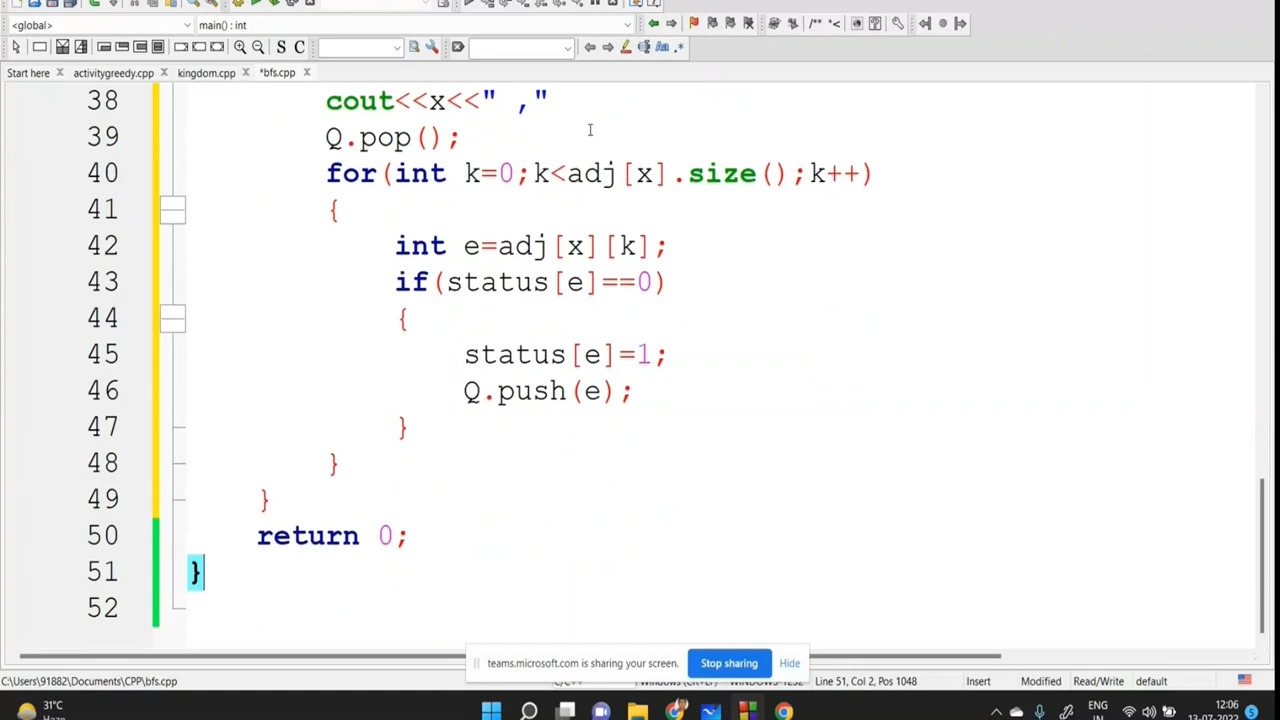 <global>
main() : int
S C
Start here
activitygreedy.cpp
kingdom.cpp
*bfs.cpp
38 cout<<x<<" ,"
39 Q.pop();
40 for(int k=0;k<adj[x].size();k++)
41 {
42 int e=adj[x][k];
43 if(status[e]==0)
44 {
45 status[e]=1;
46 Q.push(e);
47 }
48 }
49 }
50 return 0;
51 }
52
teams.microsoft.com is sharing your screen. Stop sharing Hide
C:\Users\91882\Documents\CPP\bfs.cpp
Line 51, Col 2, Pos 1048
Insert
Modified
Read/Write
default
31°C
Haze
ENG
IN
12:06
13-07-2022
5